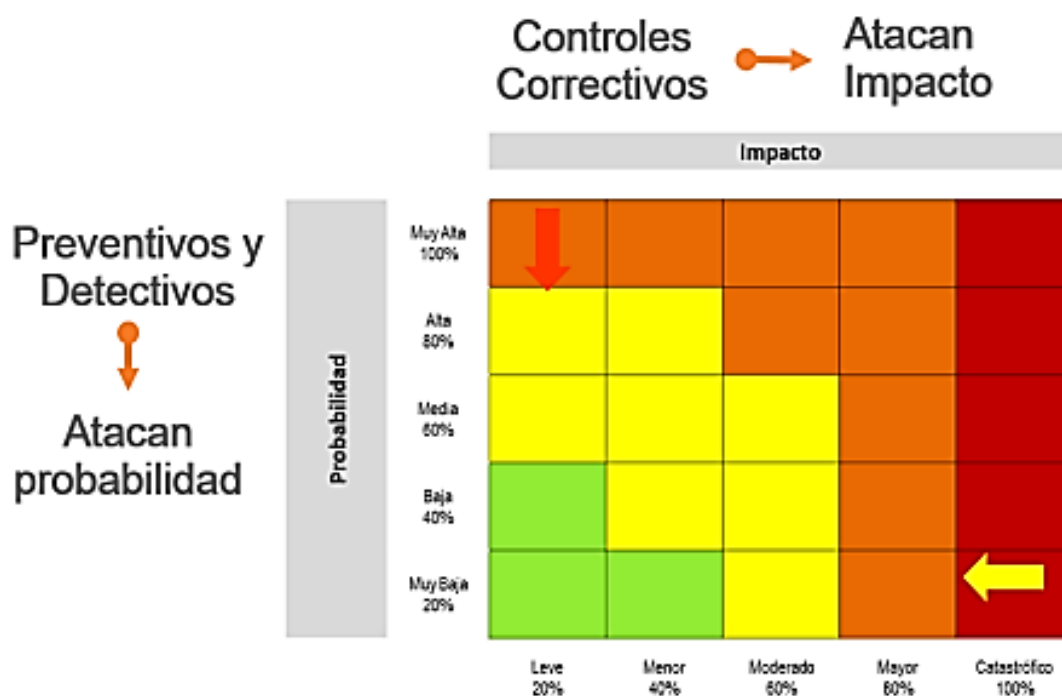 Controles
Correctivos
Atacan
Impacto
Impacto
Preventivos y
Detectivos
Atacan
probabilidad
Probabilidad
Muy Alta
100%
Alta
80%
Media
60%
Baja
40%
Muy Baja
20%
Leve
20%
Menor
40%
Moderado
60%
Mayor
80%
Catastrófico
100%